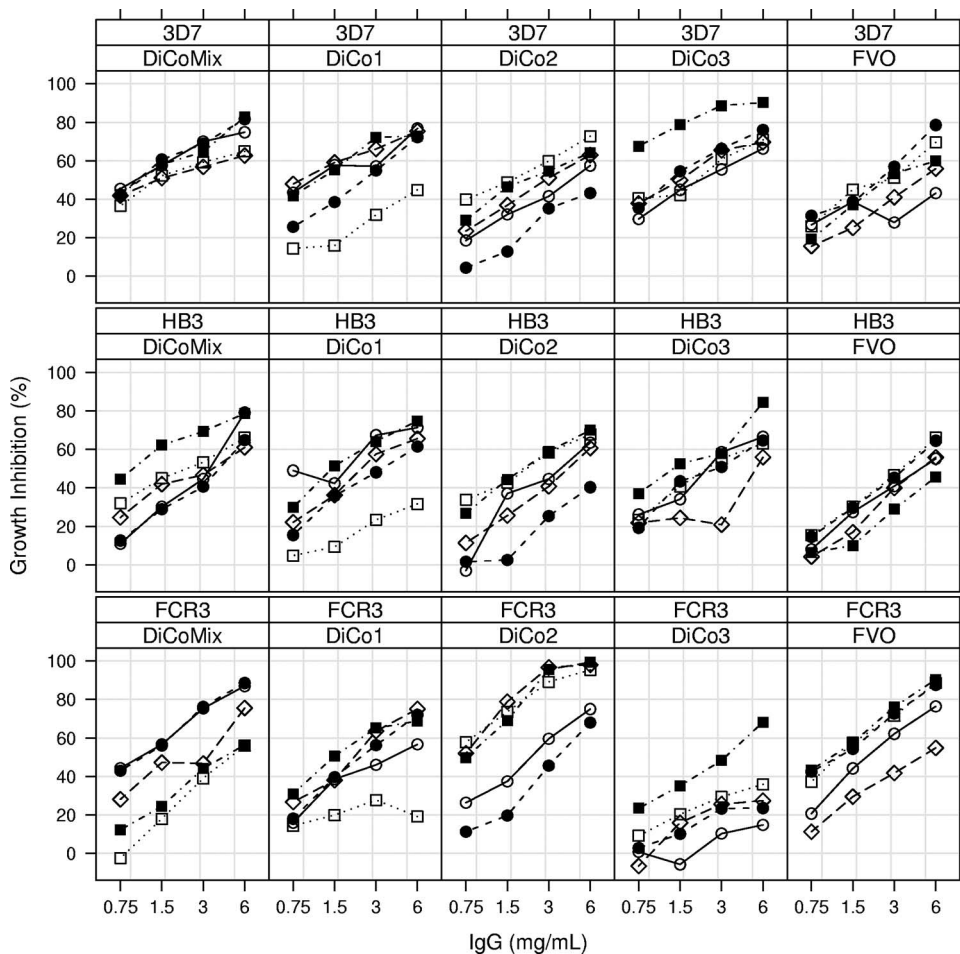 3D7 3D7 3D7 3D7 3D7
DiCoMix DiCo1 DiCo2 DiCo3 FVO
100
80
60
40
20
0
HB3 HB3 HB3 HB3 HB3
DiCoMix DiCo1 DiCo2 DiCo3 FVO
100
80
60
40
20
0
Growth Inhibition (%)
FCR3 FCR3 FCR3 FCR3 FCR3
DiCoMix DiCo1 DiCo2 DiCo3 FVO
100
80
60
40
20
0
0.75 1.5 3 6 0.75 1.5 3 6 0.75 1.5 3 6 0.75 1.5 3 6 0.75 1.5 3 6
IgG (mg/mL)